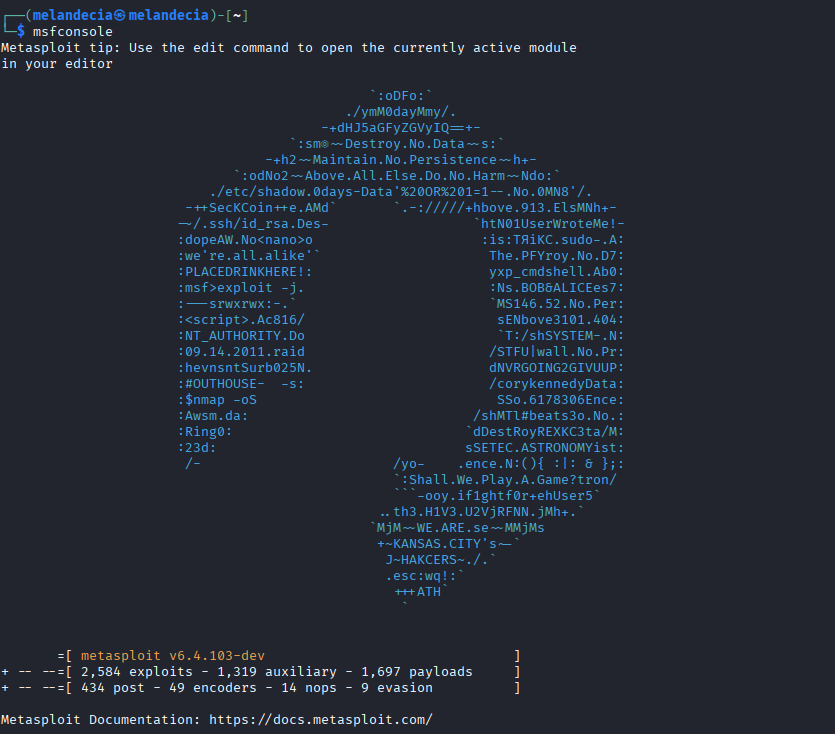 ┌──(melandecia㉿melandecia)-[~]
└─$ msfconsole
Metasploit tip: Use the edit command to open the currently active module
in your editor
`:oDFo:`
./ymM0dayMmy/.
-+dHJ5aGFyZGVyIQ==+-
`:sm⏣~~Destroy.No.Data~~s:`
-+h2~~Maintain.No.Persistence~~h+-
`:odNo2~~Above.All.Else.Do.No.Harm~~Ndo:`
./etc/shadow.0days-Data'%20OR%201=1--.No.0MN8'/.
-++SecKCoin++e.AMd` `.-://///+hbove.913.ElsMNh+-
~/.ssh/id_rsa.Des- `htN01UserWroteMe!-
:dopeAW.No<nano>o :is:TЯiKC.sudo-.A:
:we're.all.alike'` The.PFYroy.No.D7:
:PLACEDRINKHERE!: yxp_cmdshell.Ab0:
:msf>exploit -j. :Ns.BOB&ALICEes7:
:---srwxrwx:-.` `MS146.52.No.Per:
:<script>.Ac816/ sENbove3101.404:
:NT_AUTHORITY.Do `T:/shSYSTEM-.N:
:09.14.2011.raid /STFU|wall.No.Pr:
:hevnsntSurb025N. dNVRGOING2GIVUUP:
:#OUTHOUSE- -s: /corykennedyData:
:$nmap -oS SSo.6178306Ence:
:Awsm.da: /shMTl#beats3o.No.:
:Ring0: `dDestRoyREXKC3ta/M:
:23d: sSETEC.ASTRONOMYist:
/- /yo- .ence.N:(){ :|: & };:
`:Shall.We.Play.A.Game?tron/
```-ooy.if1ghtf0r+ehUser5`
..th3.H1V3.U2VjRFNN.jMh+.`
`MjM~~WE.ARE.se~~MMjMs
+~KANSAS.CITY's~-`
J~HAKCERS~./.`
.esc:wq!:`
+++ATH`
`
=[ metasploit v6.4.103-dev ]
+ -- --=[ 2,584 exploits - 1,319 auxiliary - 1,697 payloads ]
+ -- --=[ 434 post - 49 encoders - 14 nops - 9 evasion ]
Metasploit Documentation: https://docs.metasploit.com/